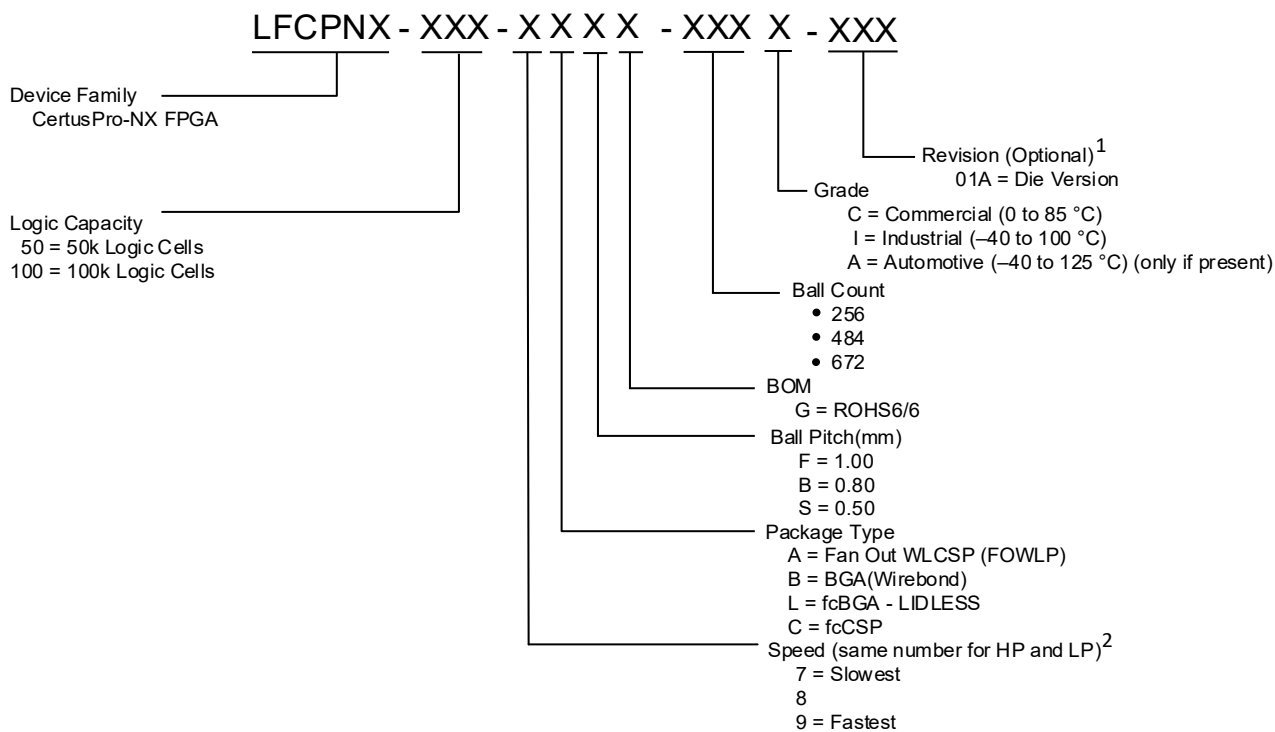 LFCPNX - XXX - X X X X - XXX X - XXX
Device Family
CertusPro-NX FPGA
Logic Capacity
50 = 50k Logic Cells
100 = 100k Logic Cells
Revision (Optional)1
01A = Die Version
Grade
C = Commercial (0 to 85 °C)
I = Industrial (–40 to 100 °C)
A = Automotive (–40 to 125 °C) (only if present)
Ball Count
• 256
• 484
• 672
BOM
G = ROHS6/6
Ball Pitch(mm)
F = 1.00
B = 0.80
S = 0.50
Package Type
A = Fan Out WLCSP (FOWLP)
B = BGA(Wirebond)
L = fcBGA - LIDLESS
C = fcCSP
Speed (same number for HP and LP)2
7 = Slowest
8
9 = Fastest